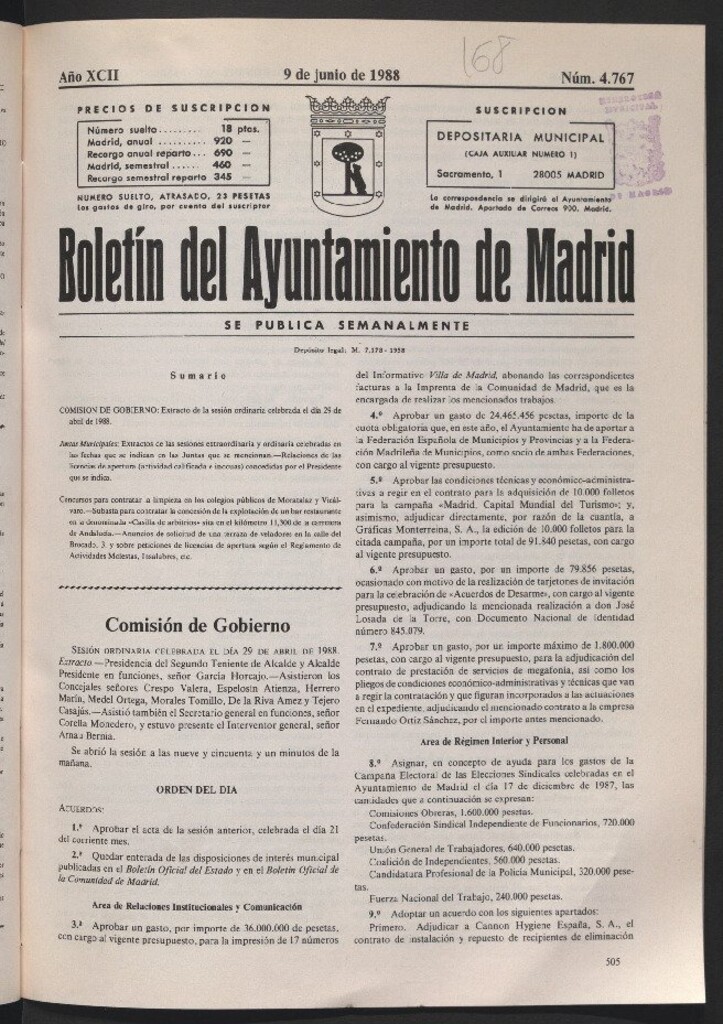 168
Año XCII
9 de junio de 1988
Núm. 4.767
PRECIOS DE SUSCRIPCION
Número suelto......... 18 ptas.
Madrid, anual .......... 920 —
Recargo anual reparto... 690 —
Madrid, semestral ...... 460 —
Recargo semestral reparto 345 —
NUMERO SUELTO, ATRASADO, 23 PESETAS
Los gastos de giro, por cuenta del suscriptor
SUSCRIPCION
DEPOSITARIA MUNICIPAL
(CAJA AUXILIAR NUMERO 1)
Sacramento, 1 28005 MADRID
La correspondencia se dirigirá al Ayuntamiento
de Madrid. Apartado de Correos 900. Madrid.
Boletín del Ayuntamiento de Madrid
SE PUBLICA SEMANALMENTE
Depósito legal: M. 7.178 - 1958
Sumario
COMISION DE GOBIERNO: Extracto de la sesión ordinaria celebrada el día 29 de
abril de 1988.
Juntas Municipales: Extractos de las sesiones extraordinaria y ordinaria celebradas en
las fechas que se indican en las Juntas que se mencionan.—Relaciones de las
licencias de apertura (actividad calificada e inocuas) concedidas por el Presidente
que se indica.
Concursos para contratar la limpieza en los colegios públicos de Moratalaz y Vicál-
varo.—Subasta para contratar la concesión de la explotación de un bar restaurante
en la denominada «Casilla de arbitrios» sita en el kilómetro 11,300 de la carretera
de Andalucía.—Anuncios de solicitud de una terraza de veladores en la calle del
Brocado, 3, y sobre peticiones de licencias de apertura según el Reglamento de
Actividades Molestas, Insalubres, etc.
Comisión de Gobierno
SESIÓN ORDINARIA CELEBRADA EL DÍA 29 DE ABRIL DE 1988.
Extracto.—Presidencia del Segundo Teniente de Alcalde y Alcalde
Presidente en funciones, señor García Horcajo.—Asistieron los
Concejales señores Crespo Valera, Espelosín Atienza, Herrero
Marín, Medel Ortega, Morales Tomillo, De la Riva Amez y Tejero
Casajús.—Asistió también el Secretario general en funciones, señor
Corella Monedero, y estuvo presente el Interventor general, señor
Arnau Bernia.
Se abrió la sesión a las nueve y cincuenta y un minutos de la
mañana.
ORDEN DEL DIA
ACUERDOS:
1.º Aprobar el acta de la sesión anterior, celebrada el día 21
del corriente mes.
2.º Quedar enterada de las disposiciones de interés municipal
publicadas en el Boletín Oficial del Estado y en el Boletín Oficial de
la Comunidad de Madrid.
Area de Relaciones Institucionales y Comunicación
3.º Aprobar un gasto, por importe de 36.000.000 de pesetas,
con cargo al vigente presupuesto, para la impresión de 17 números
del Informativo Villa de Madrid, abonando las correspondientes
facturas a la Imprenta de la Comunidad de Madrid, que es la
encargada de realizar los mencionados trabajos.
4.º Aprobar un gasto de 24.465.456 pesetas, importe de la
cuota obligatoria que, en este año, el Ayuntamiento ha de aportar a
la Federación Española de Municipios y Provincias y a la Federa-
ción Madrileña de Municipios, como socio de ambas Federaciones,
con cargo al vigente presupuesto.
5.º Aprobar las condiciones técnicas y económico-administra-
tivas a regir en el contrato para la adquisición de 10.000 folletos
para la campaña «Madrid, Capital Mundial del Turismo»; y,
asimismo, adjudicar directamente, por razón de la cuantía, a
Gráficas Monterreina, S. A., la edición de 10.000 folletos para la
citada campaña, por un importe total de 91.840 pesetas, con cargo
al vigente presupuesto.
6.º Aprobar un gasto, por un importe de 79.856 pesetas,
ocasionado con motivo de la realización de tarjetones de invitación
para la celebración de «Acuerdos de Desarme», con cargo al vigente
presupuesto, adjudicando la mencionada realización a don José
Losada de la Torre, con Documento Nacional de Identidad
número 845.079.
7.º Aprobar un gasto, por un importe máximo de 1.800.000
pesetas, con cargo al vigente presupuesto, para la adjudicación del
contrato de prestación de servicios de megafonía, así como los
pliegos de condiciones económico-administrativas y técnicas que van
a regir la contratación y que figuran incorporados a las actuaciones
en el expediente, adjudicando el mencionado contrato a la empresa
Fernando Ortiz Sánchez, por el importe antes mencionado.
Area de Régimen Interior y Personal
8.º Asignar, en concepto de ayuda para los gastos de la
Campaña Electoral de las Elecciones Sindicales celebradas en el
Ayuntamiento de Madrid el día 17 de diciembre de 1987, las
cantidades que a continuación se expresan:
Comisiones Obreras, 1.600.000 pesetas.
Confederación Sindical Independiente de Funcionarios, 720.000
pesetas.
Unión General de Trabajadores, 640.000 pesetas.
Coalición de Independientes, 560.000 pesetas.
Candidatura Profesional de la Policía Municipal, 320.000 pese-
tas.
Fuerza Nacional del Trabajo, 240.000 pesetas.
9.º Adoptar un acuerdo con los siguientes apartados:
Primero. Adjudicar a Cannon Hygiene España, S. A., el
contrato de instalación y repuesto de recipientes de eliminación
505